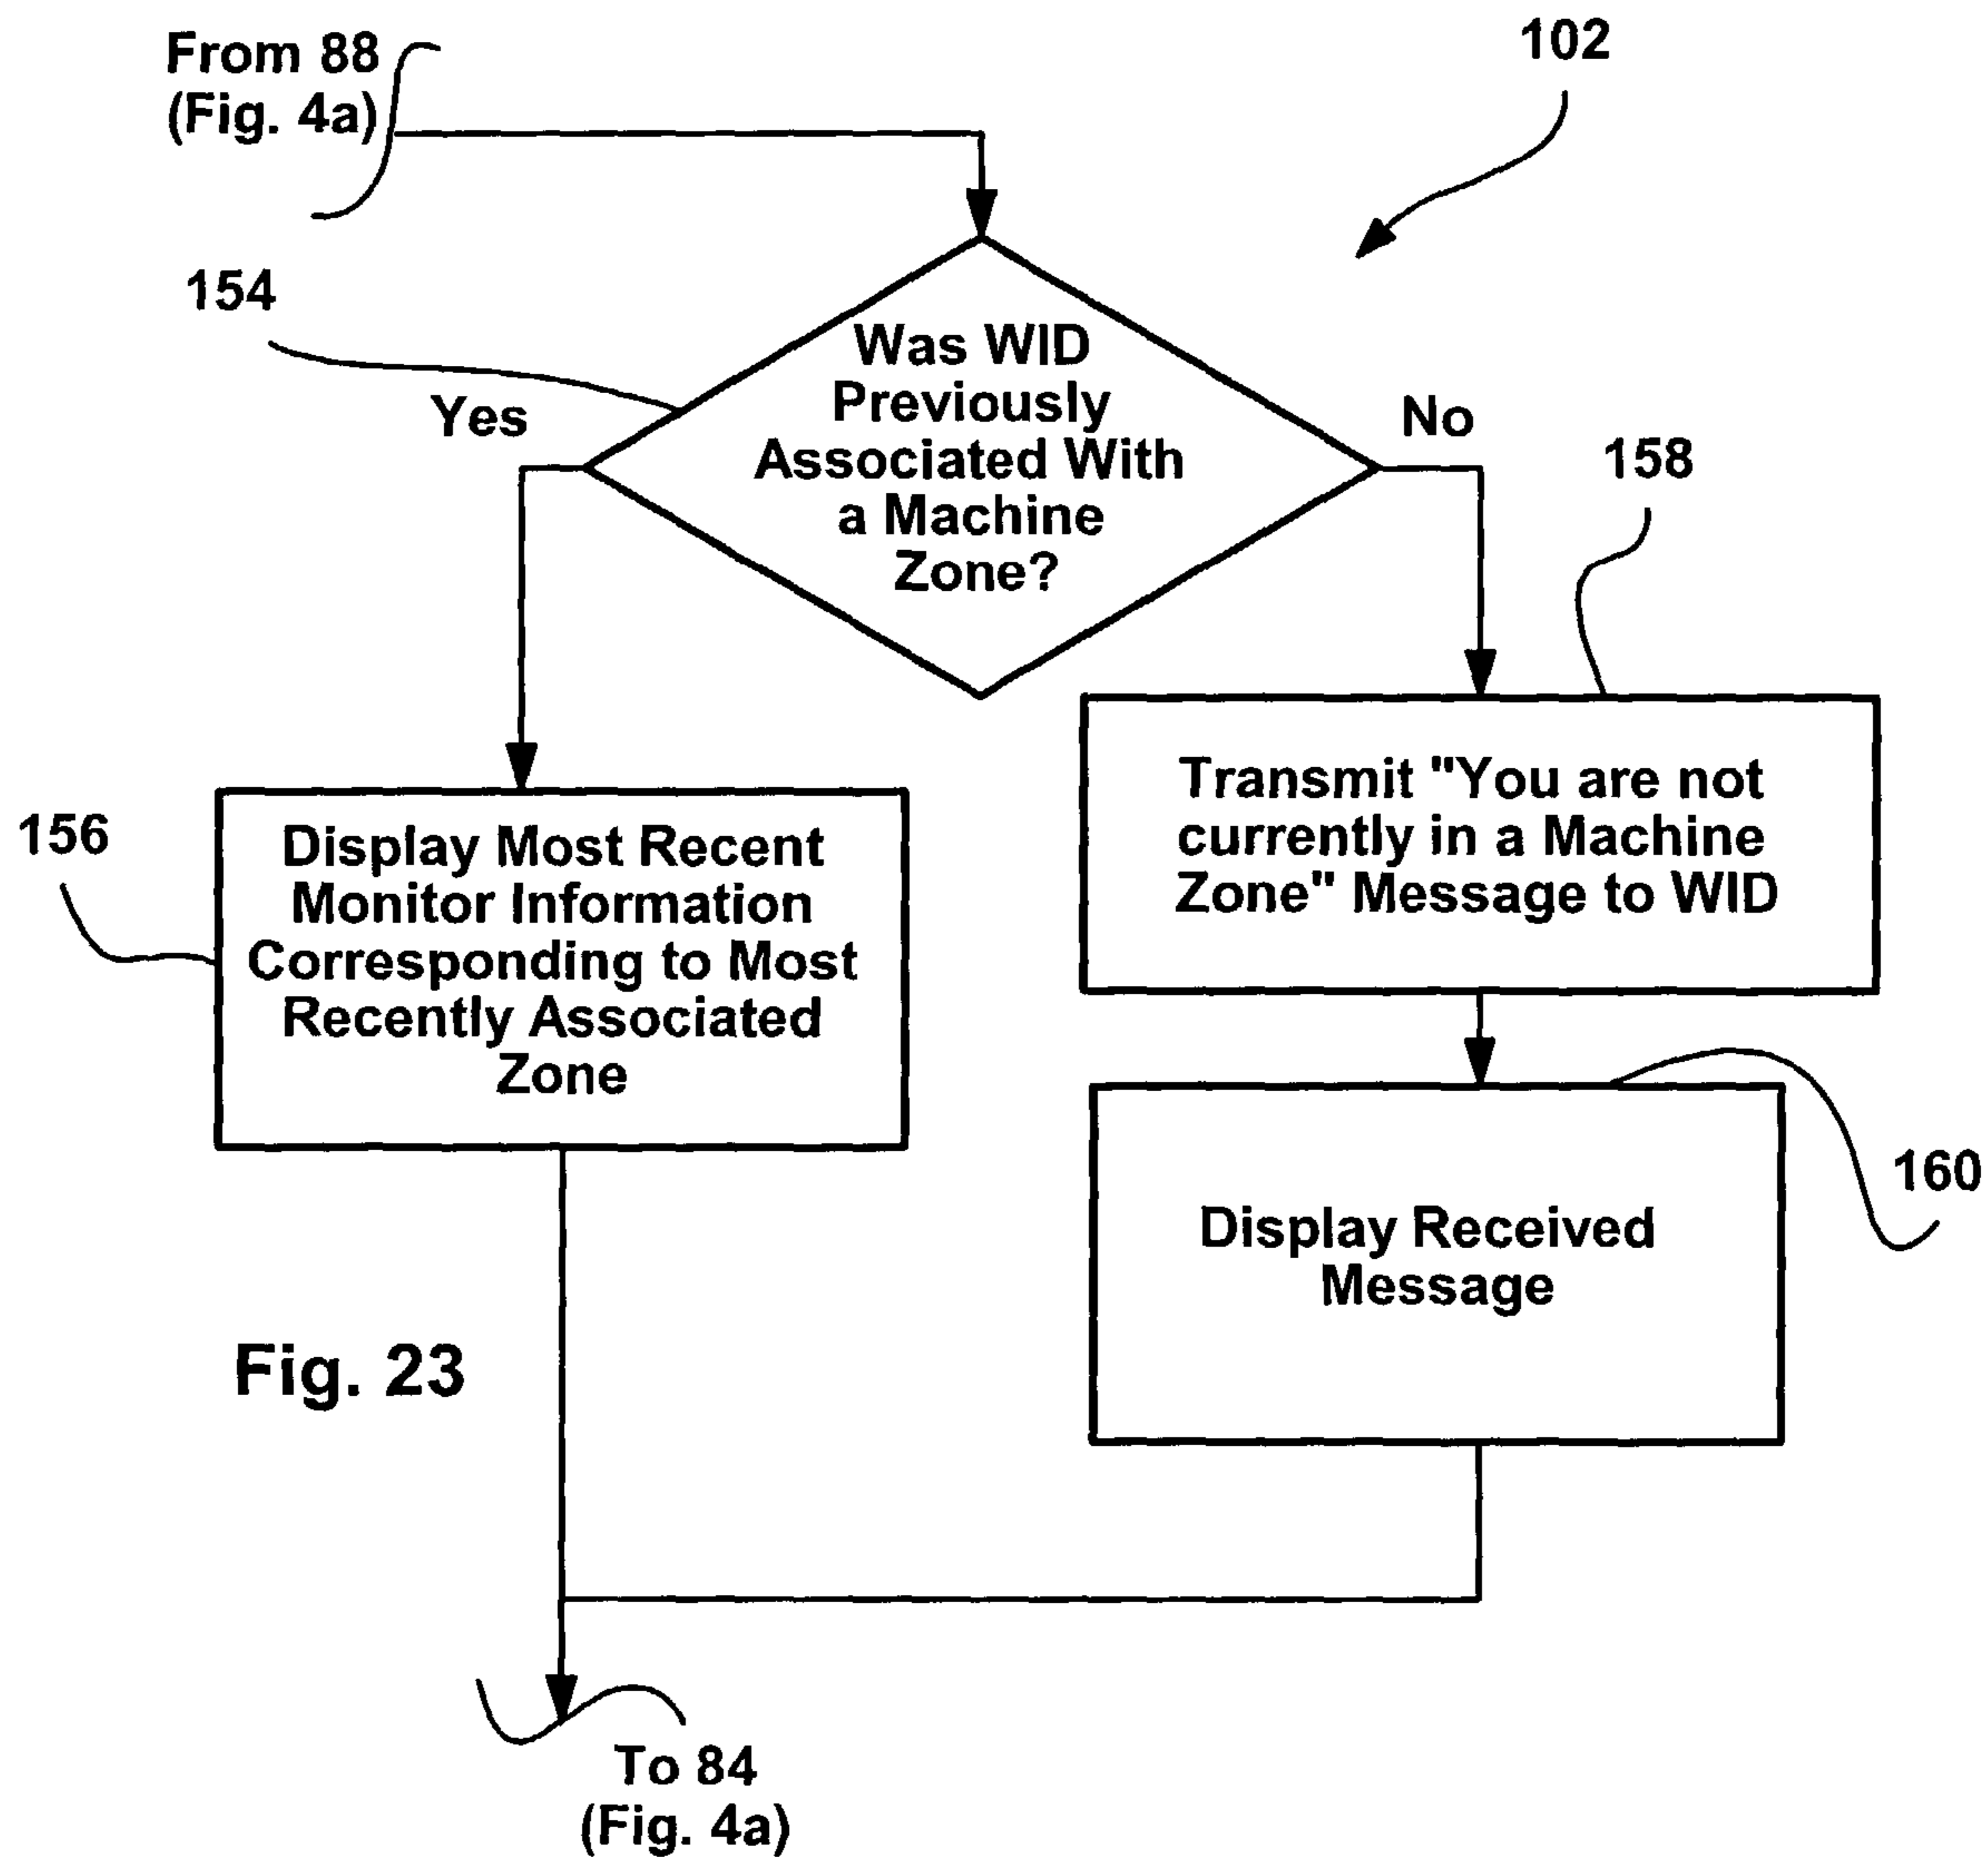 From 88
(Fig. 4a)
102
154
Was WID
Previously
Associated With
a Machine
Zone?
Yes
No
158
Transmit "You are not
currently in a Machine
Zone" Message to WID
156
Display Most Recent
Monitor Information
Corresponding to Most
Recently Associated
Zone
160
Display Received
Message
Fig. 23
To 84
(Fig. 4a)